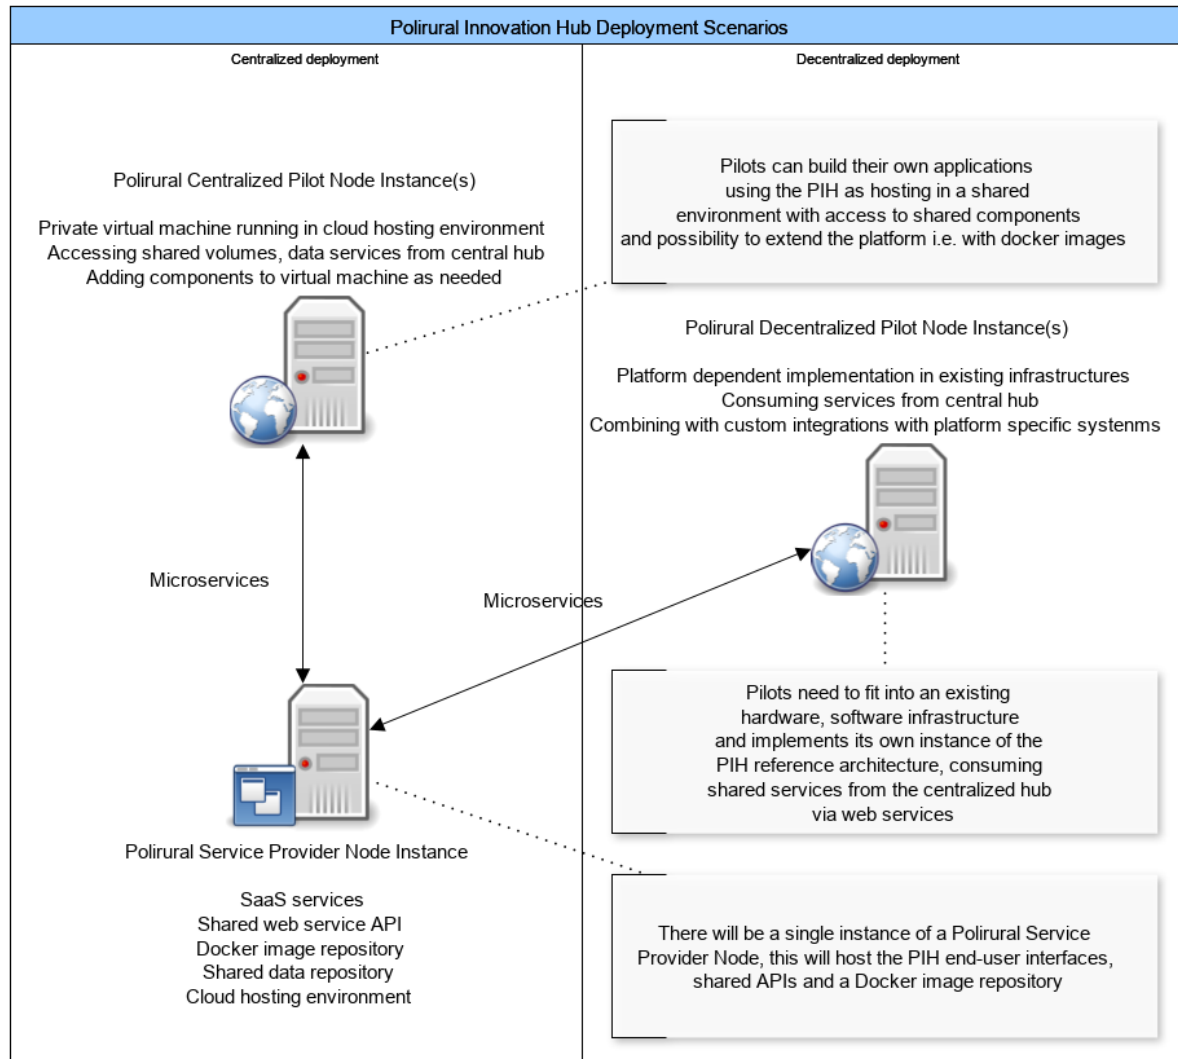 Polirural Innovation Hub Deployment Scenarios
Centralized deployment
Decentralized deployment
Polirural Centralized Pilot Node Instance(s)
Private virtual machine running in cloud hosting environment
Accessing shared volumes, data services from central hub
Adding components to virtual machine as needed
Pilots can build their own applications
using the PIH as hosting in a shared
environment with access to shared components
and possibility to extend the platform i.e. with docker images
Polirural Decentralized Pilot Node Instance(s)
Platform dependent implementation in existing infrastructures
Consuming services from central hub
Combining with custom integrations with platform specific systenms
Microservices
Microservices
Pilots need to fit into an existing
hardware, software infrastructure
and implements its own instance of the
PIH reference architecture, consuming
shared services from the centralized hub
via web services
Polirural Service Provider Node Instance
SaaS services
Shared web service API
Docker image repository
Shared data repository
Cloud hosting environment
There will be a single instance of a Polirural Service
Provider Node, this will host the PIH end-user interfaces,
shared APIs and a Docker image repository